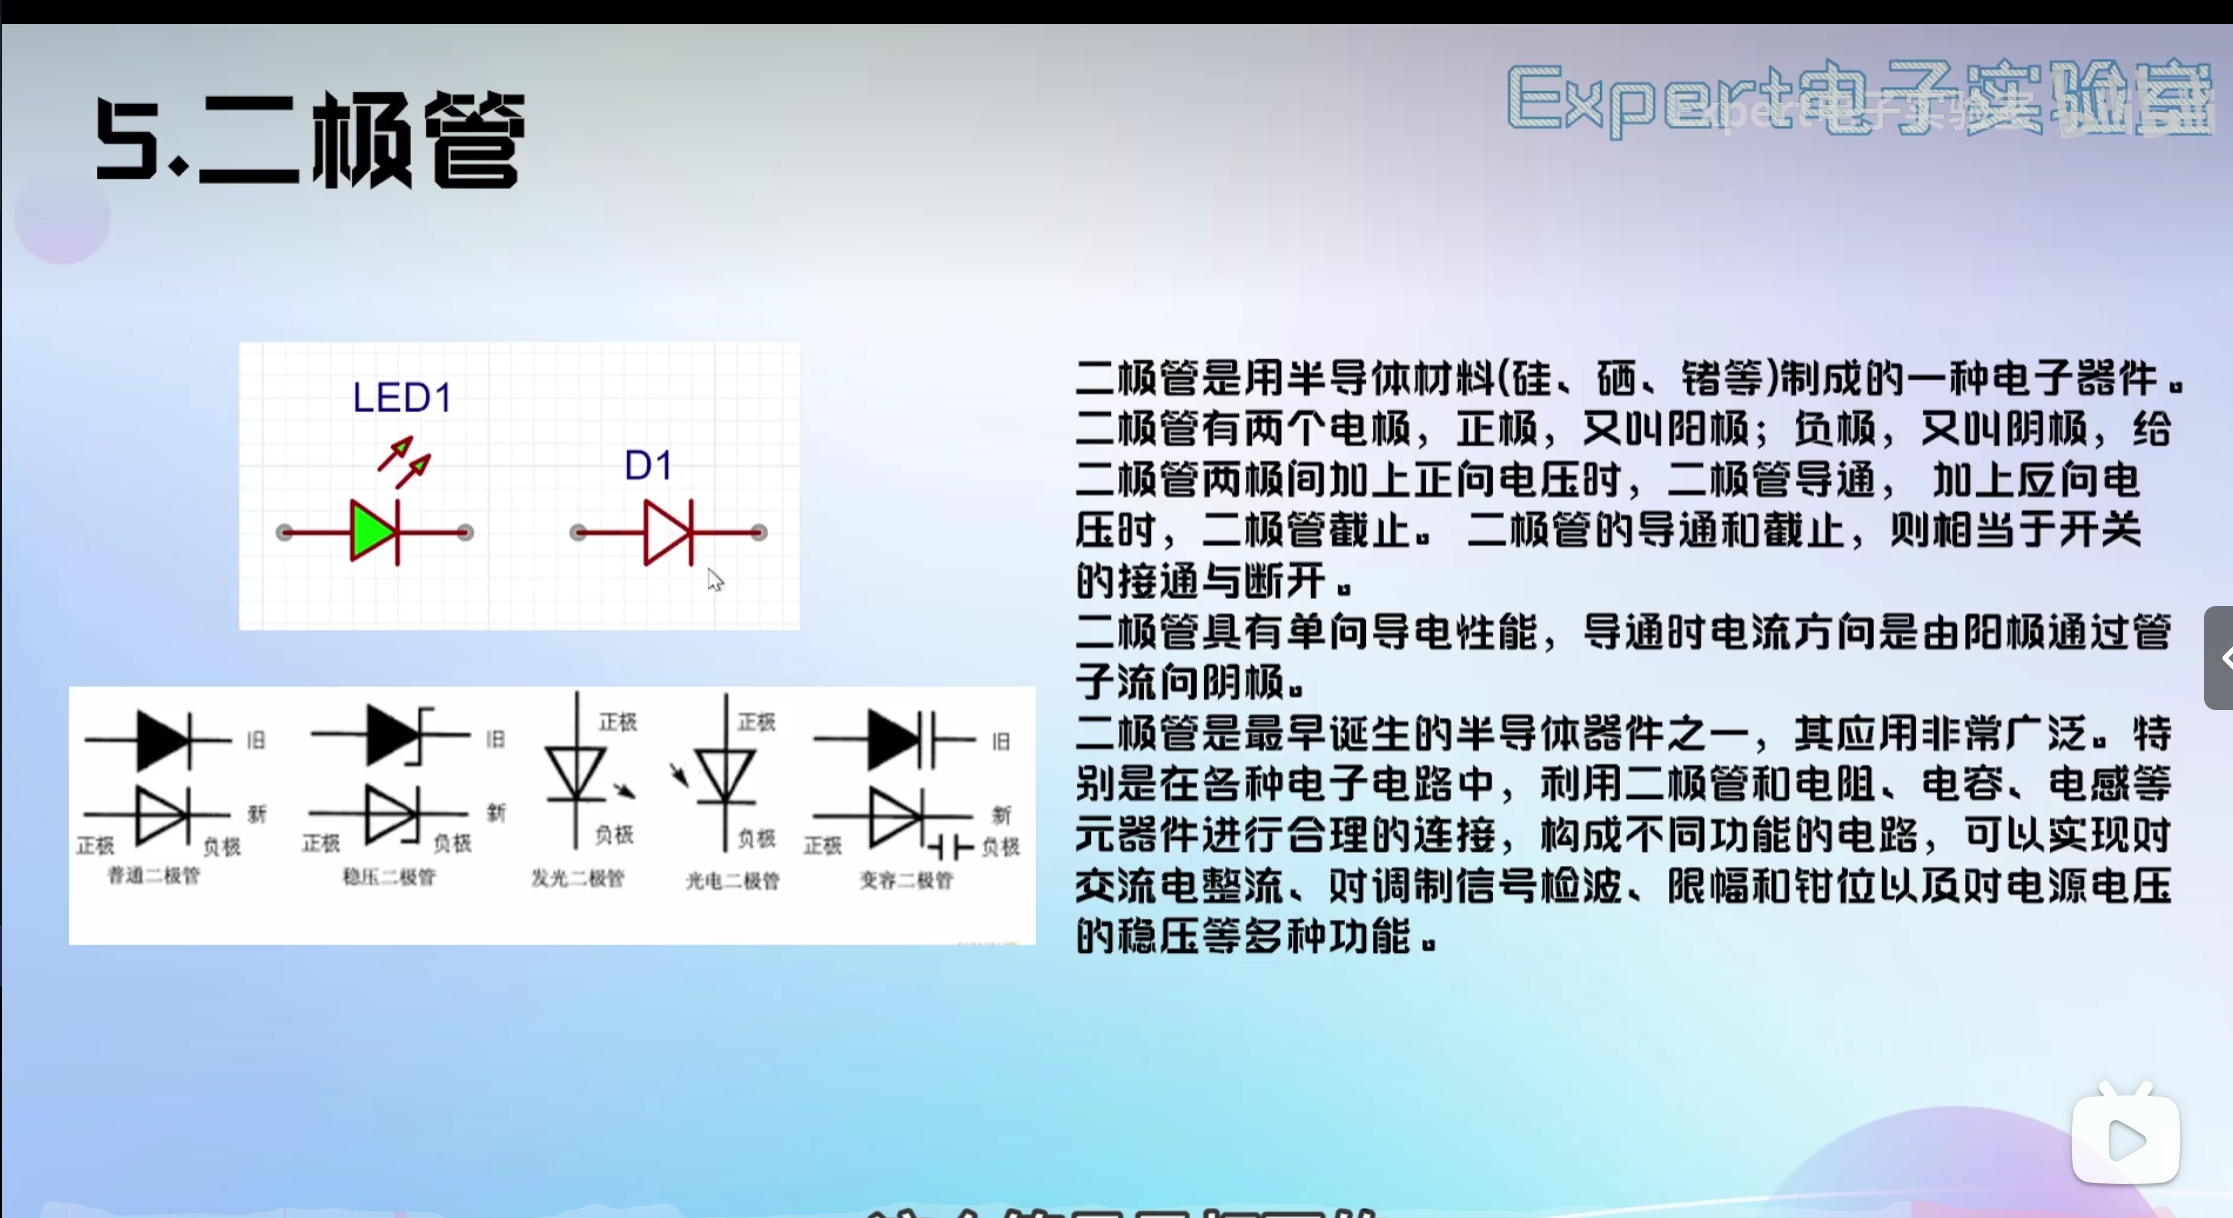 5.二极管
Expert电子实验室
LED1
D1
二极管是用半导体材料(硅、硒、锗等)制成的一种电子器件。
二极管有两个电极，正极，又叫阳极；负极，又叫阴极，给
二极管两极间加上正向电压时，二极管导通， 加上反向电
压时，二极管截止。 二极管的导通和截止，则相当于开关
的接通与断开。
二极管具有单向导电性能，导通时电流方向是由阳极通过管
子流向阴极。
二极管是最早诞生的半导体器件之一，其应用非常广泛。特
别是在各种电子电路中，利用二极管和电阻、电容、电感等
元器件进行合理的连接，构成不同功能的电路，可以实现对
交流电整流、对调制信号检波、限幅和钳位以及对电源电压
的稳压等多种功能。
旧 旧 正极 正极 旧
新 新 新
正极 负极 正极 负极 负极 负极 正极 负极
普通二极管 稳压二极管 发光二极管 光电二极管 变容二极管